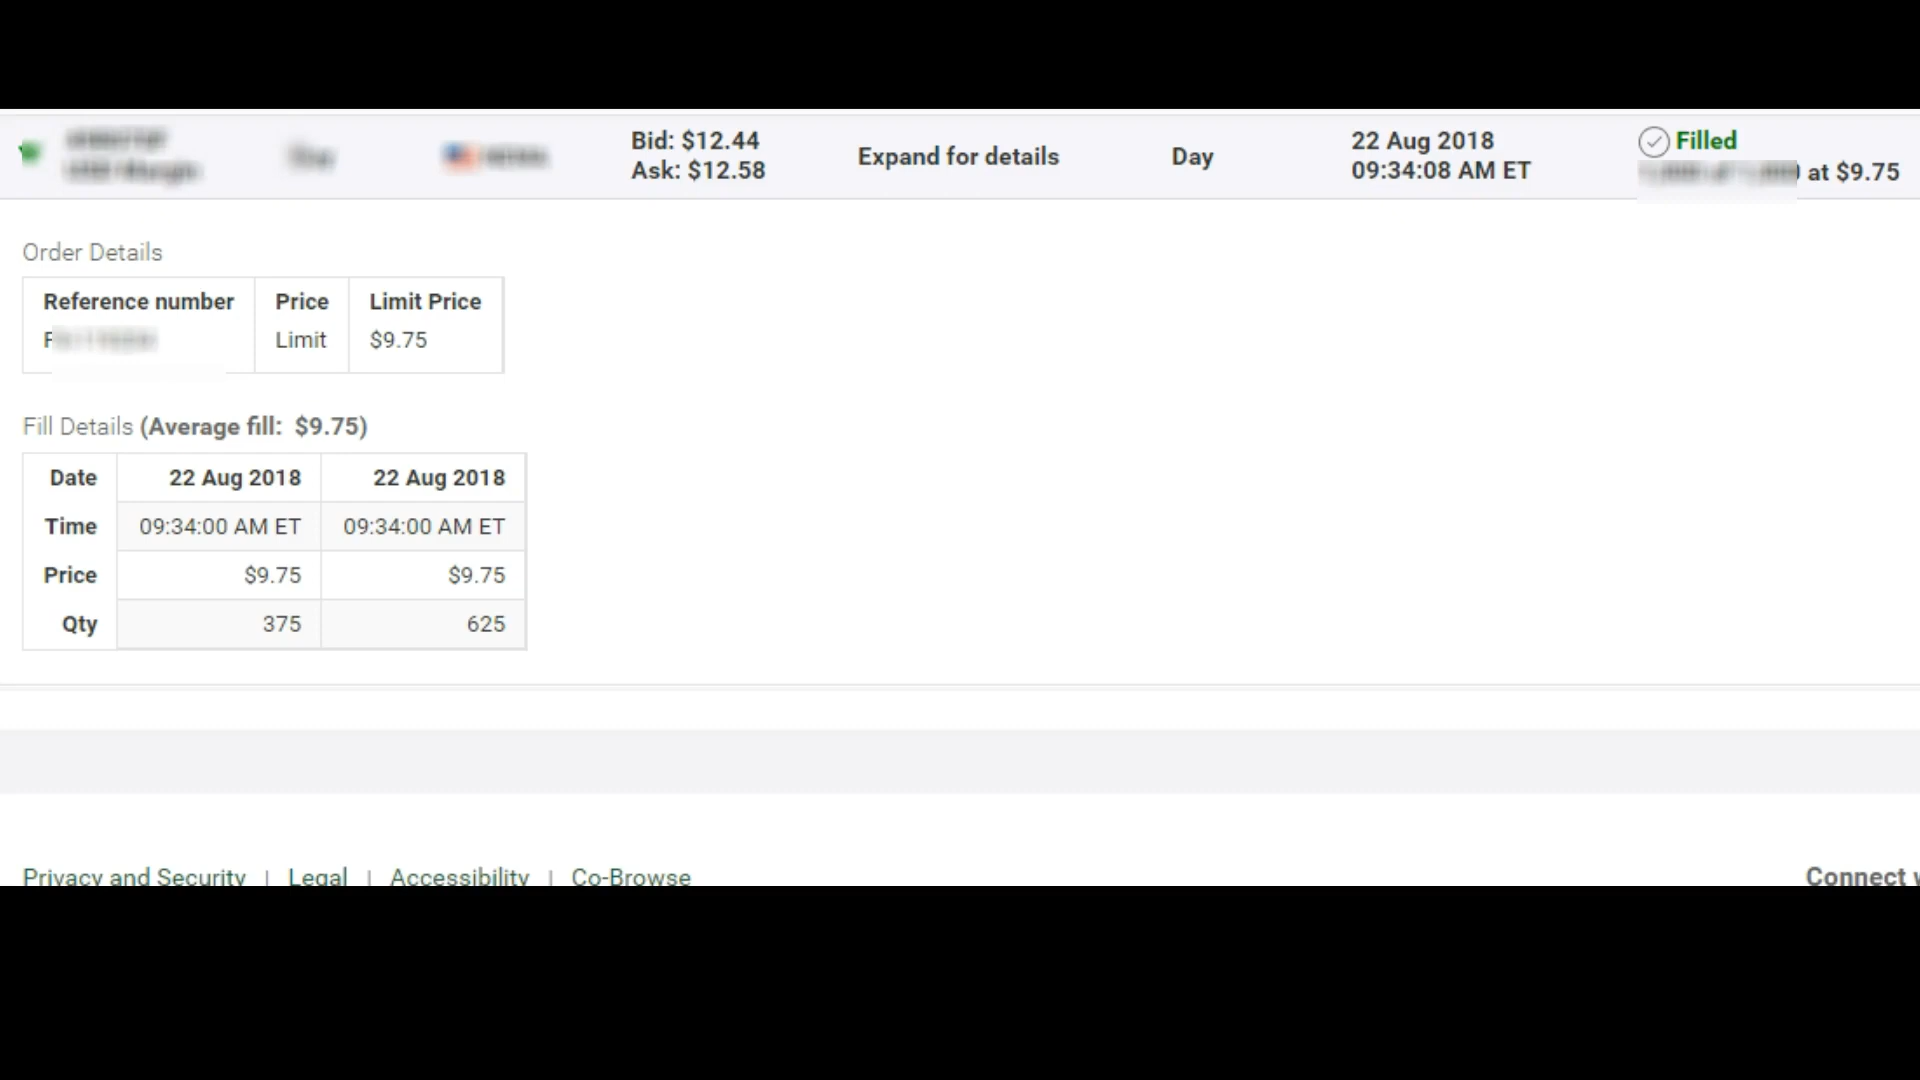 Bid: $12.44
Ask: $12.58
Expand for details
Day
22 Aug 2018
09:34:08 AM ET
Filled
at $9.75
Order Details
Reference number Price Limit Price
Limit $9.75
Fill Details (Average fill: $9.75)
Date 22 Aug 2018 22 Aug 2018
Time 09:34:00 AM ET 09:34:00 AM ET
Price $9.75 $9.75
Qty 375 625
Privacy and Security | Legal | Accessibility | Co-Browse
Connect